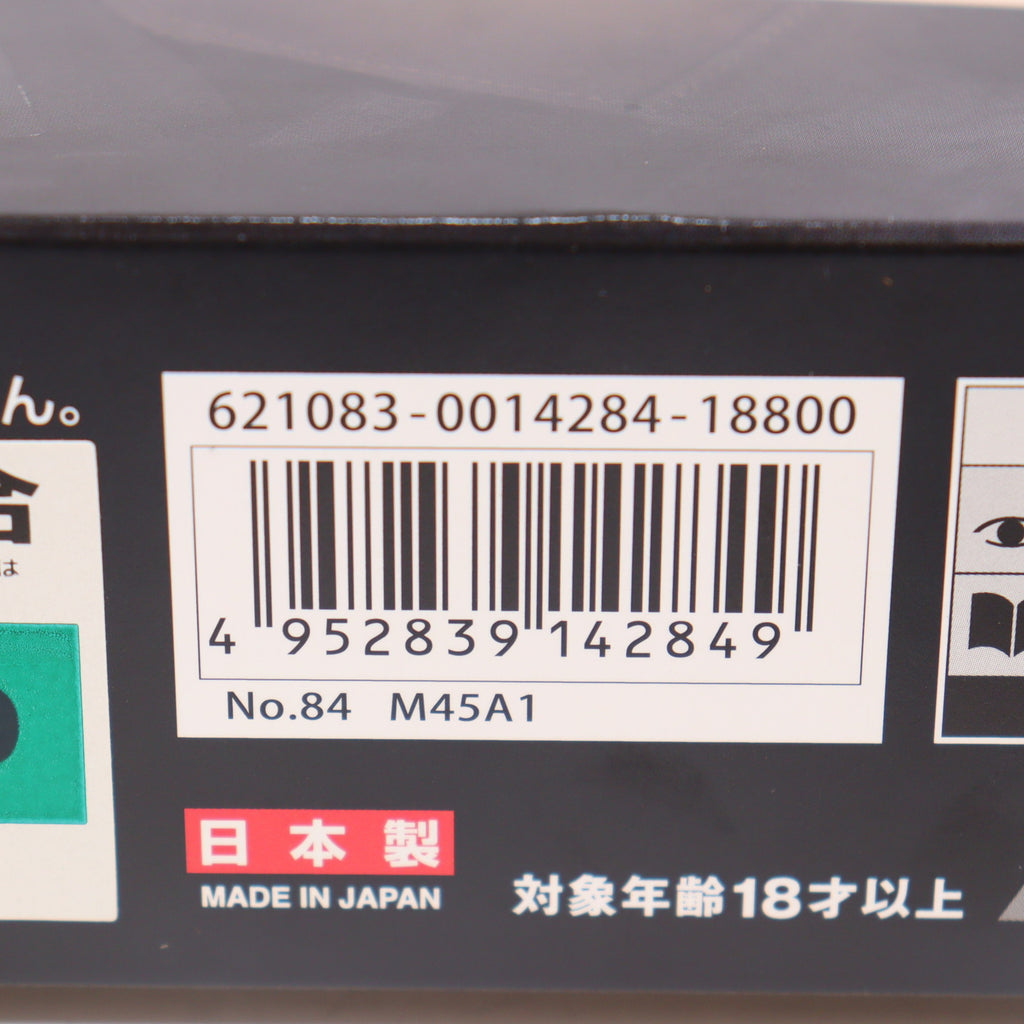 ん。
は
621083-0014284-18800
4 952839 142849
No.84 M45A1
日本製
MADE IN JAPAN
対象年齢18才以上